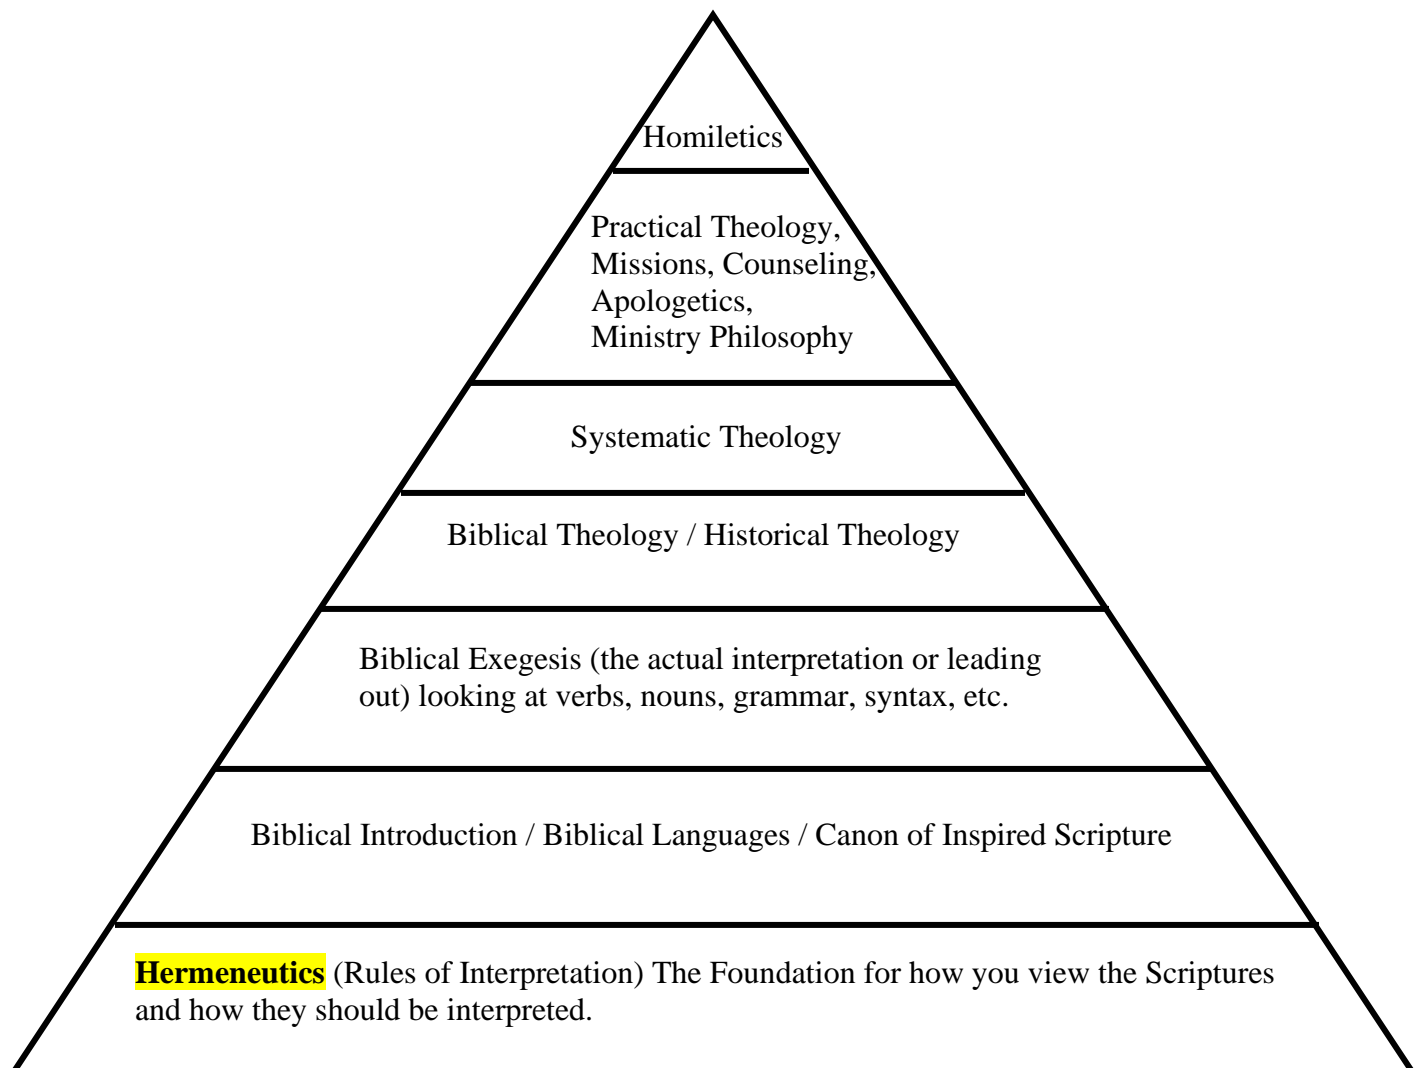 Homiletics
Practical Theology,
Missions, Counseling,
Apologetics,
Ministry Philosophy
Systematic Theology
Biblical Theology / Historical Theology
Biblical Exegesis (the actual interpretation or leading
out) looking at verbs, nouns, grammar, syntax, etc.
Biblical Introduction / Biblical Languages / Canon of Inspired Scripture
Hermeneutics (Rules of Interpretation) The Foundation for how you view the Scriptures
and how they should be interpreted.